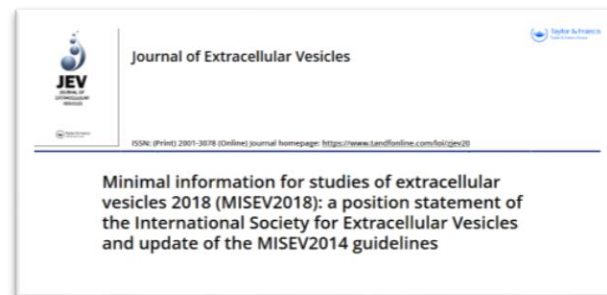 Taylor & Francis
JEV
Journal of Extracellular Vesicles
ISSN: (Print) 2001-3078 (Online) Journal homepage: https://www.tandfonline.com/loi/zjev20
Minimal information for studies of extracellular
vesicles 2018 (MISEV2018): a position statement of
the International Society for Extracellular Vesicles
and update of the MISEV2014 guidelines